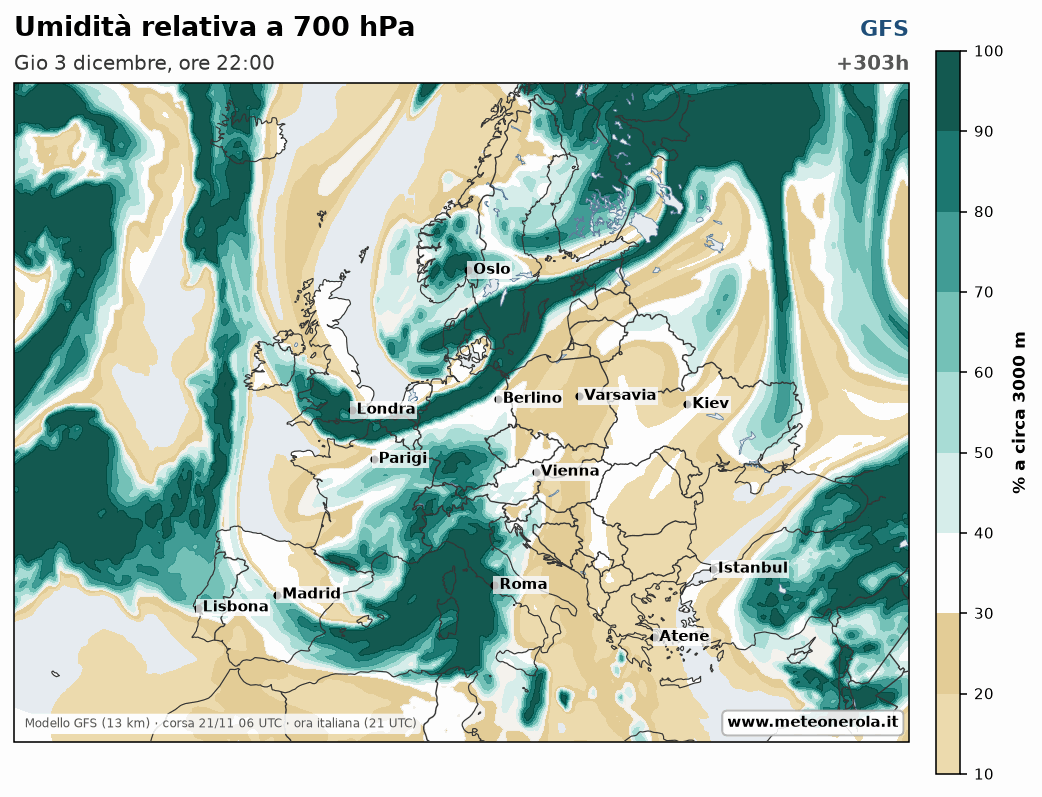 Umidità relativa a 700 hPa
GFS
Gio 3 dicembre, ore 22:00
+303h
100
90
80
70
60
50
40
30
20
10
% a circa 3000 m
Oslo
Londra
Berlino
Varsavia
Kiev
Parigi
Vienna
Istanbul
Roma
Madrid
Lisbona
Atene
Modello GFS (13 km) · corsa 21/11 06 UTC · ora italiana (21 UTC)
www.meteonerola.it